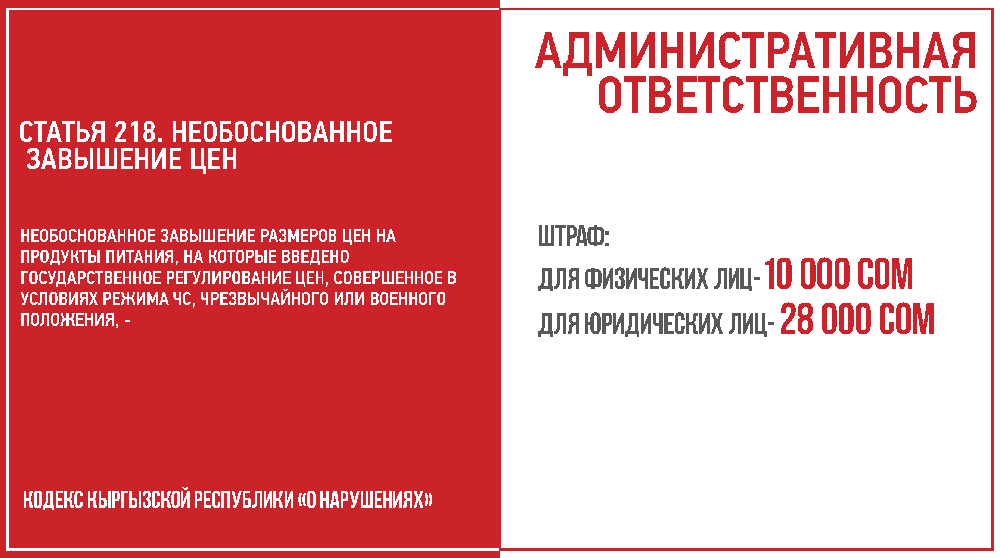 СТАТЬЯ 218. НЕОБОСНОВАННОЕ
ЗАВЫШЕНИЕ ЦЕН
НЕОБОСНОВАННОЕ ЗАВЫШЕНИЕ РАЗМЕРОВ ЦЕН НА
ПРОДУКТЫ ПИТАНИЯ, НА КОТОРЫЕ ВВЕДЕНО
ГОСУДАРСТВЕННОЕ РЕГУЛИРОВАНИЕ ЦЕН, СОВЕРШЕННОЕ В
УСЛОВИЯХ РЕЖИМА ЧС, ЧРЕЗВЫЧАЙНОГО ИЛИ ВОЕННОГО
ПОЛОЖЕНИЯ, -
КОДЕКС КЫРГЫЗСКОЙ РЕСПУБЛИКИ «О НАРУШЕНИЯХ»
АДМИНИСТРАТИВНАЯ
ОТВЕТСТВЕННОСТЬ
ШТРАФ:
ДЛЯ ФИЗИЧЕСКИХ ЛИЦ- 10 000 СОМ
ДЛЯ ЮРИДИЧЕСКИХ ЛИЦ- 28 000 СОМ